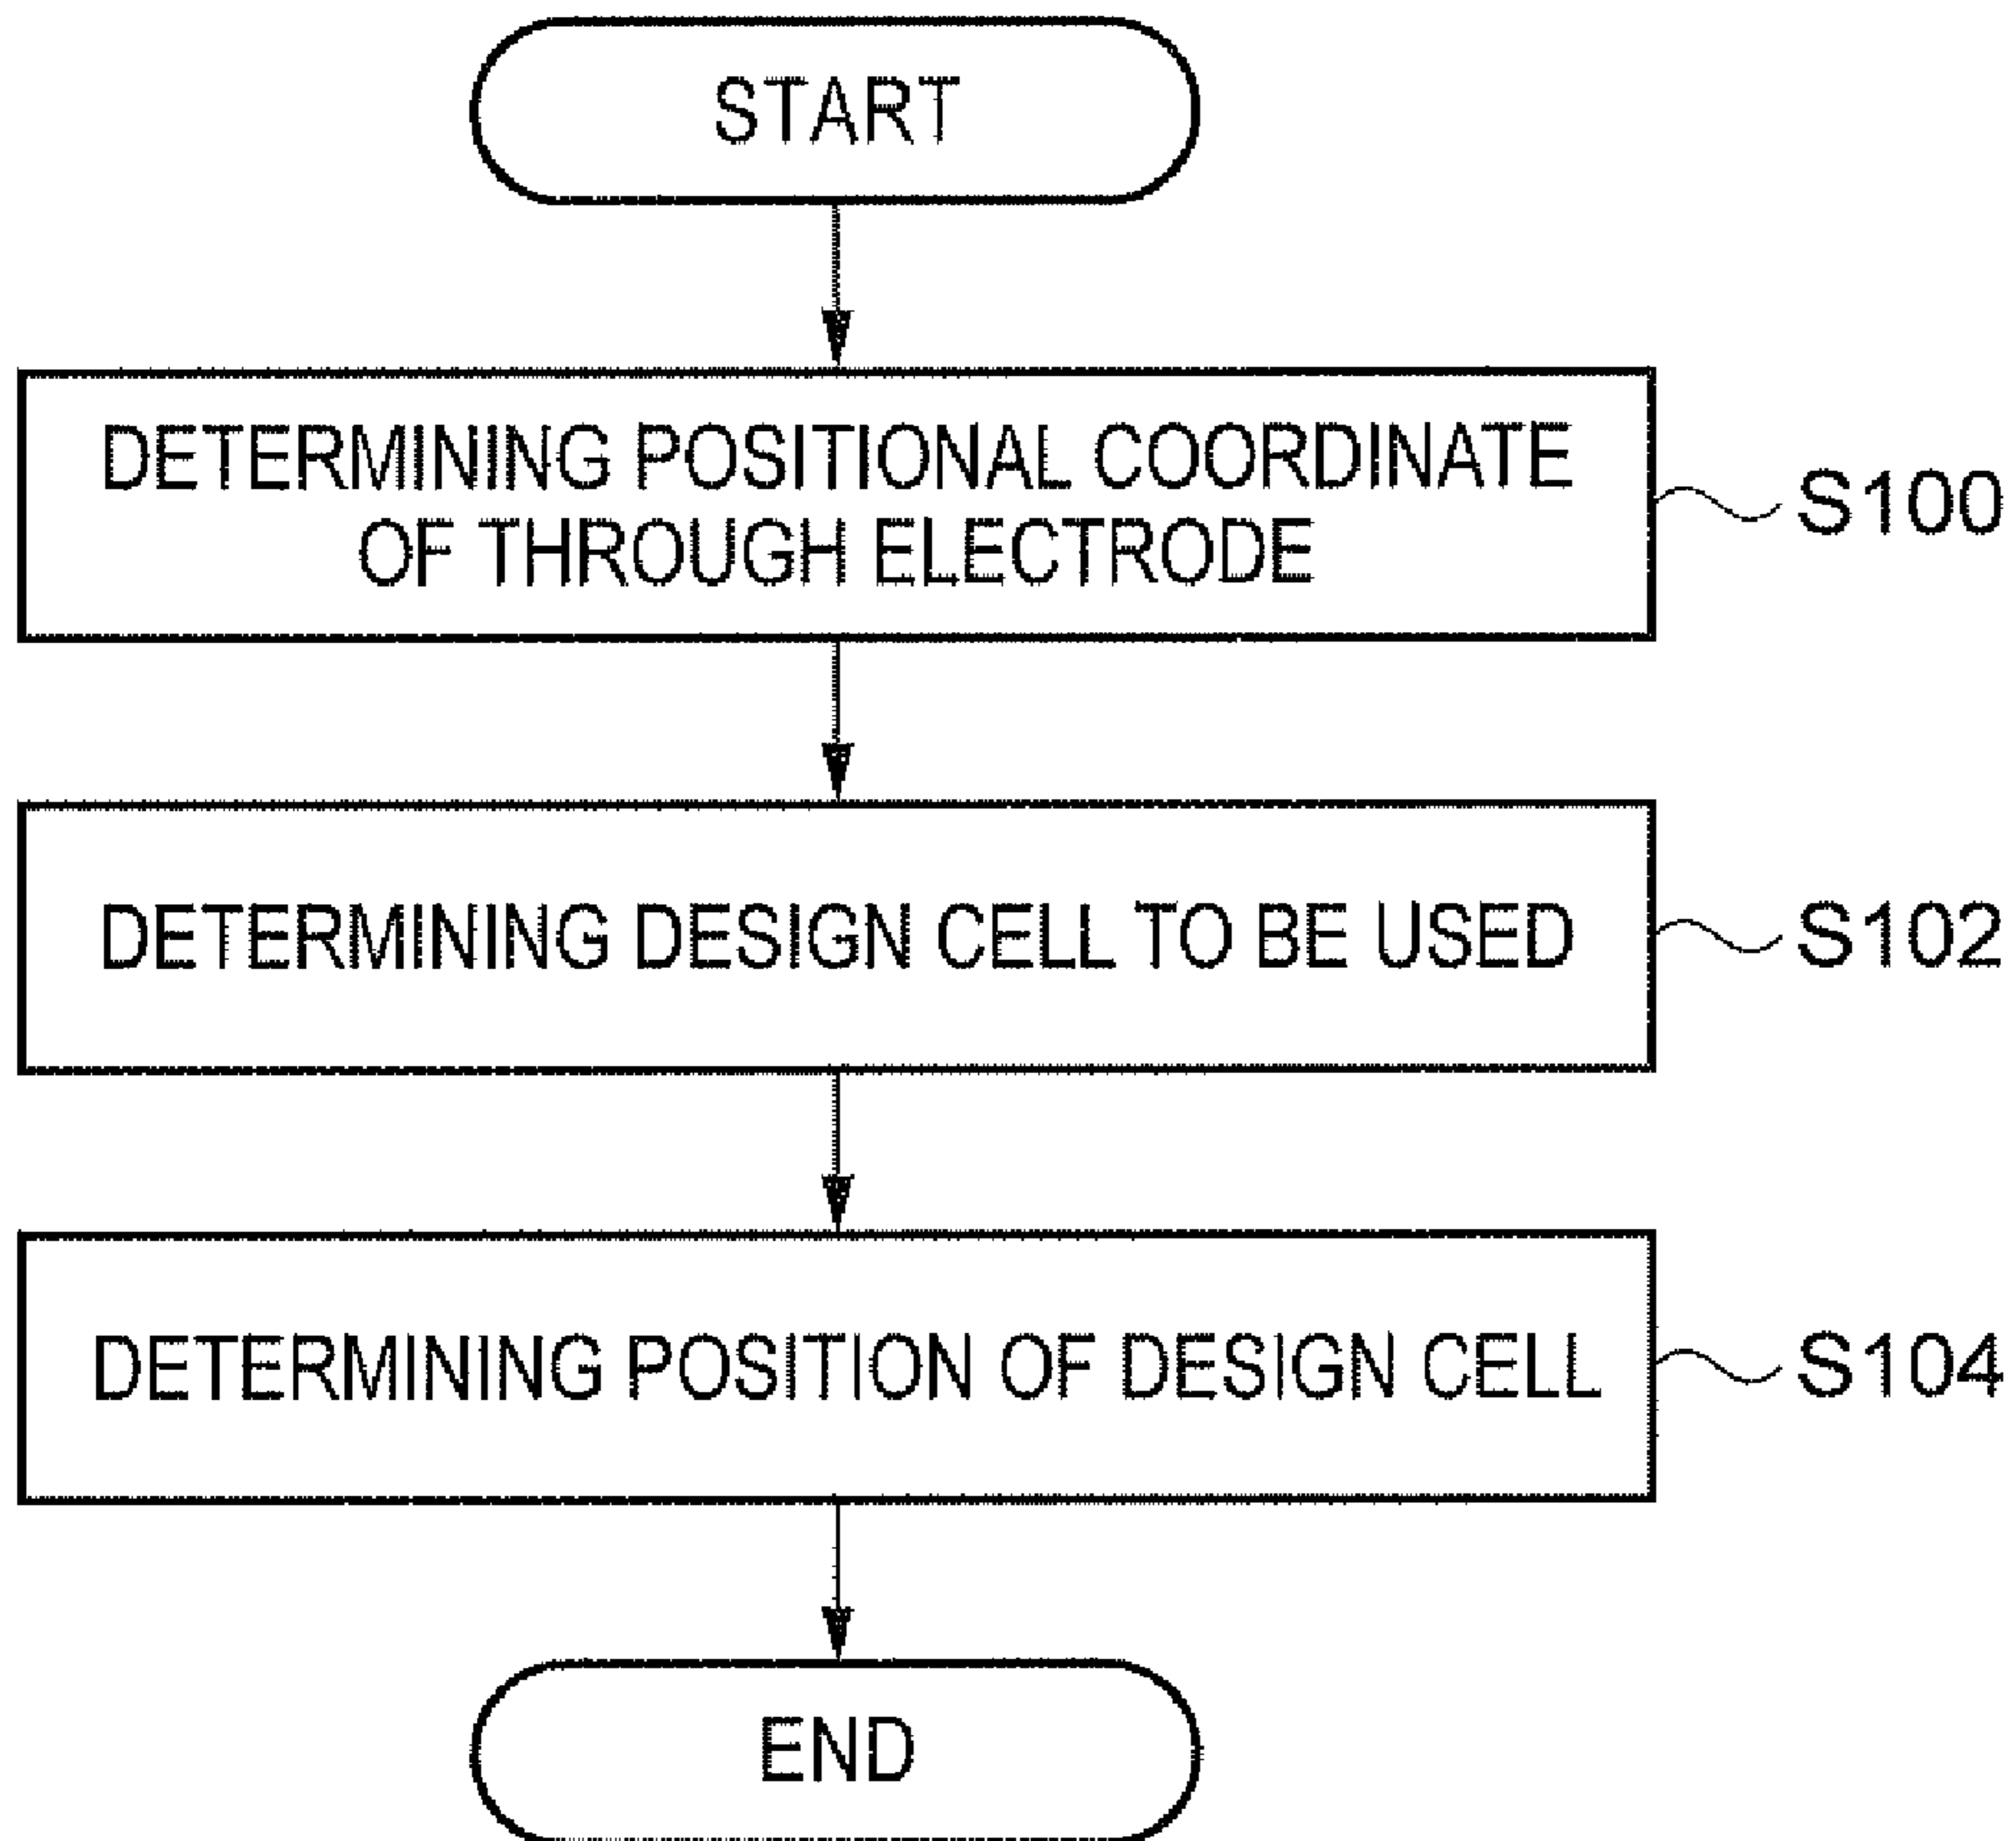 START
DETERMINING POSITIONAL COORDINATE
OF THROUGH ELECTRODE
S100
DETERMINING DESIGN CELL TO BE USED
S102
DETERMINING POSITION OF DESIGN CELL
S104
END